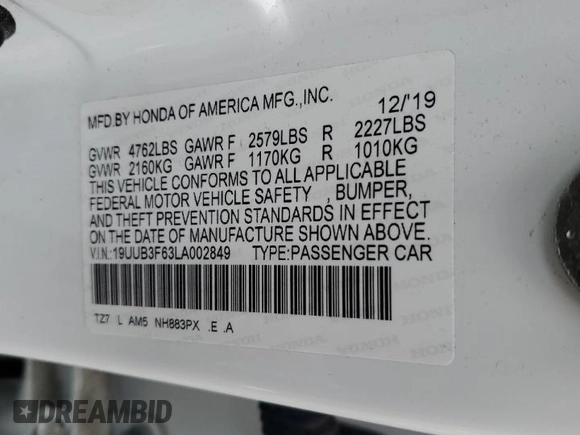 MFD.BY HONDA OF AMERICA MFG.,INC. 12/'19
GVWR 4762LBS GAWR F 2579LBS R 2227LBS
GVWR 2160KG GAWR F 1170KG R 1010KG
THIS VEHICLE CONFORMS TO ALL APPLICABLE
FEDERAL MOTOR VEHICLE SAFETY , BUMPER,
AND THEFT PREVENTION STANDARDS IN EFFECT
ON THE DATE OF MANUFACTURE SHOWN ABOVE.
V.I.N.:19UUB3F63LA002849 TYPE:PASSENGER CAR
TZ7 L AM5 NH883PX .E .A
DREAMBID